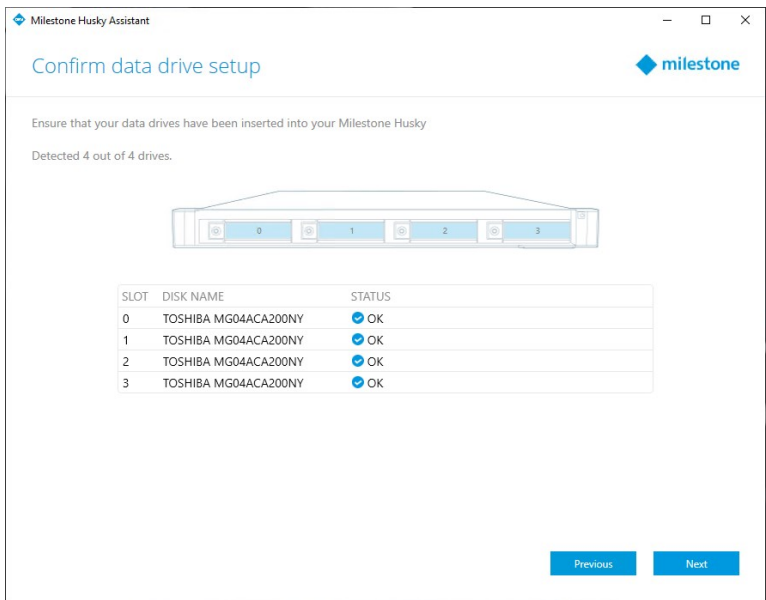 Milestone Husky Assistant
Confirm data drive setup
milestone
Ensure that your data drives have been inserted into your Milestone Husky
Detected 4 out of 4 drives.
0 1 2 3
SLOT DISK NAME STATUS
0 TOSHIBA MG04ACA200NY OK
1 TOSHIBA MG04ACA200NY OK
2 TOSHIBA MG04ACA200NY OK
3 TOSHIBA MG04ACA200NY OK
Previous Next